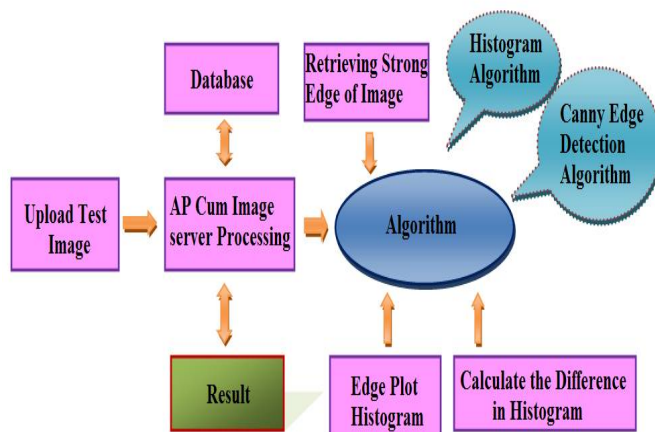 Histogram
Algorithm
Database
Retrieving Strong
Edge of Image
Canny Edge
Detection
Algorithm
Upload Test
Image
AP Cum Image
server Processing
Algorithm
Result
Edge Plot
Histogram
Calculate the Difference
in Histogram